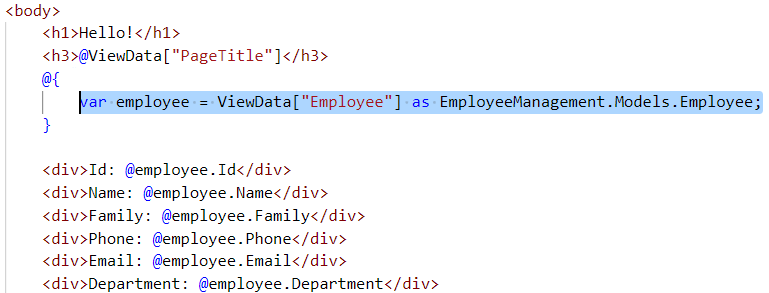 <body>
<h1>Hello!</h1>
<h3>@ViewData["PageTitle"]</h3>
@{
var employee = ViewData["Employee"] as EmployeeManagement.Models.Employee;
}
<div>Id: @employee.Id</div>
<div>Name: @employee.Name</div>
<div>Family: @employee.Family</div>
<div>Phone: @employee.Phone</div>
<div>Email: @employee.Email</div>
<div>Department: @employee.Department</div>